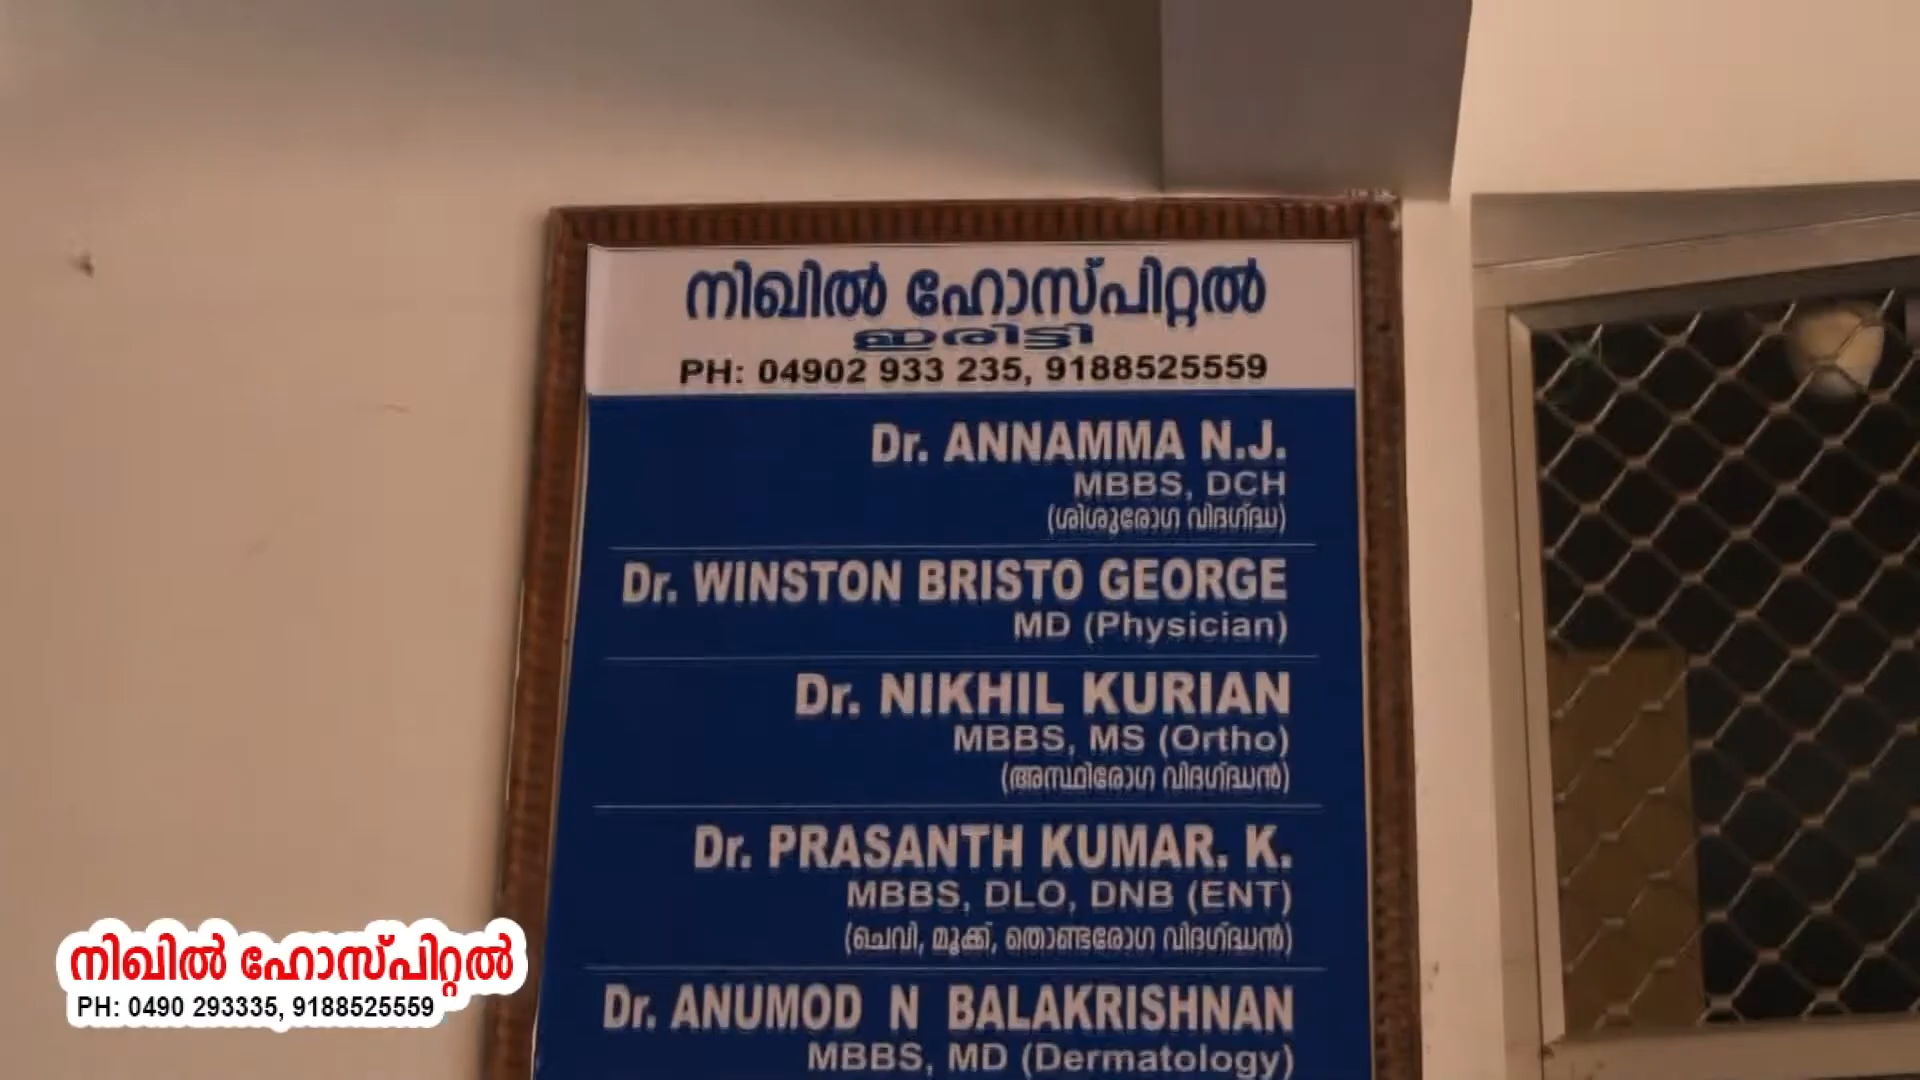 നിഖിൽ ഹോസ്പിറ്റൽ
ഇരിട്ടി
PH: 04902 933 235, 9188525559
Dr. ANNAMMA N.J.
MBBS, DCH
(ശിശുരോഗ വിദഗ്ദ്ധ)
Dr. WINSTON BRISTO GEORGE
MD (Physician)
Dr. NIKHIL KURIAN
MBBS, MS (Ortho)
(അസ്ഥിരോഗ വിദഗ്ദ്ധൻ)
Dr. PRASANTH KUMAR. K.
MBBS, DLO, DNB (ENT)
(ചെവി, മൂക്ക്, തൊണ്ടരോഗ വിദഗ്ദ്ധൻ)
Dr. ANUMOD N BALAKRISHNAN
MBBS, MD (Dermatology)
നിഖിൽ ഹോസ്പിറ്റൽ
PH: 0490 293335, 9188525559